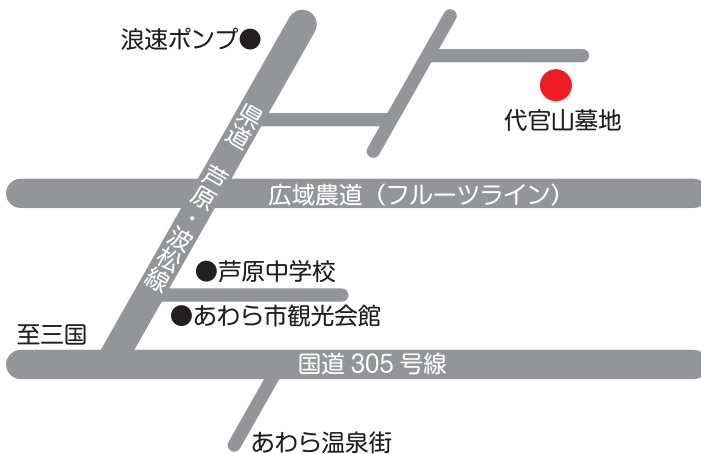 浪速ポンプ
代官山墓地
県道 芦原・波松線
広域農道（フルーツライン）
芦原中学校
あわら市観光会館
至三国
国道 305 号線
あわら温泉街